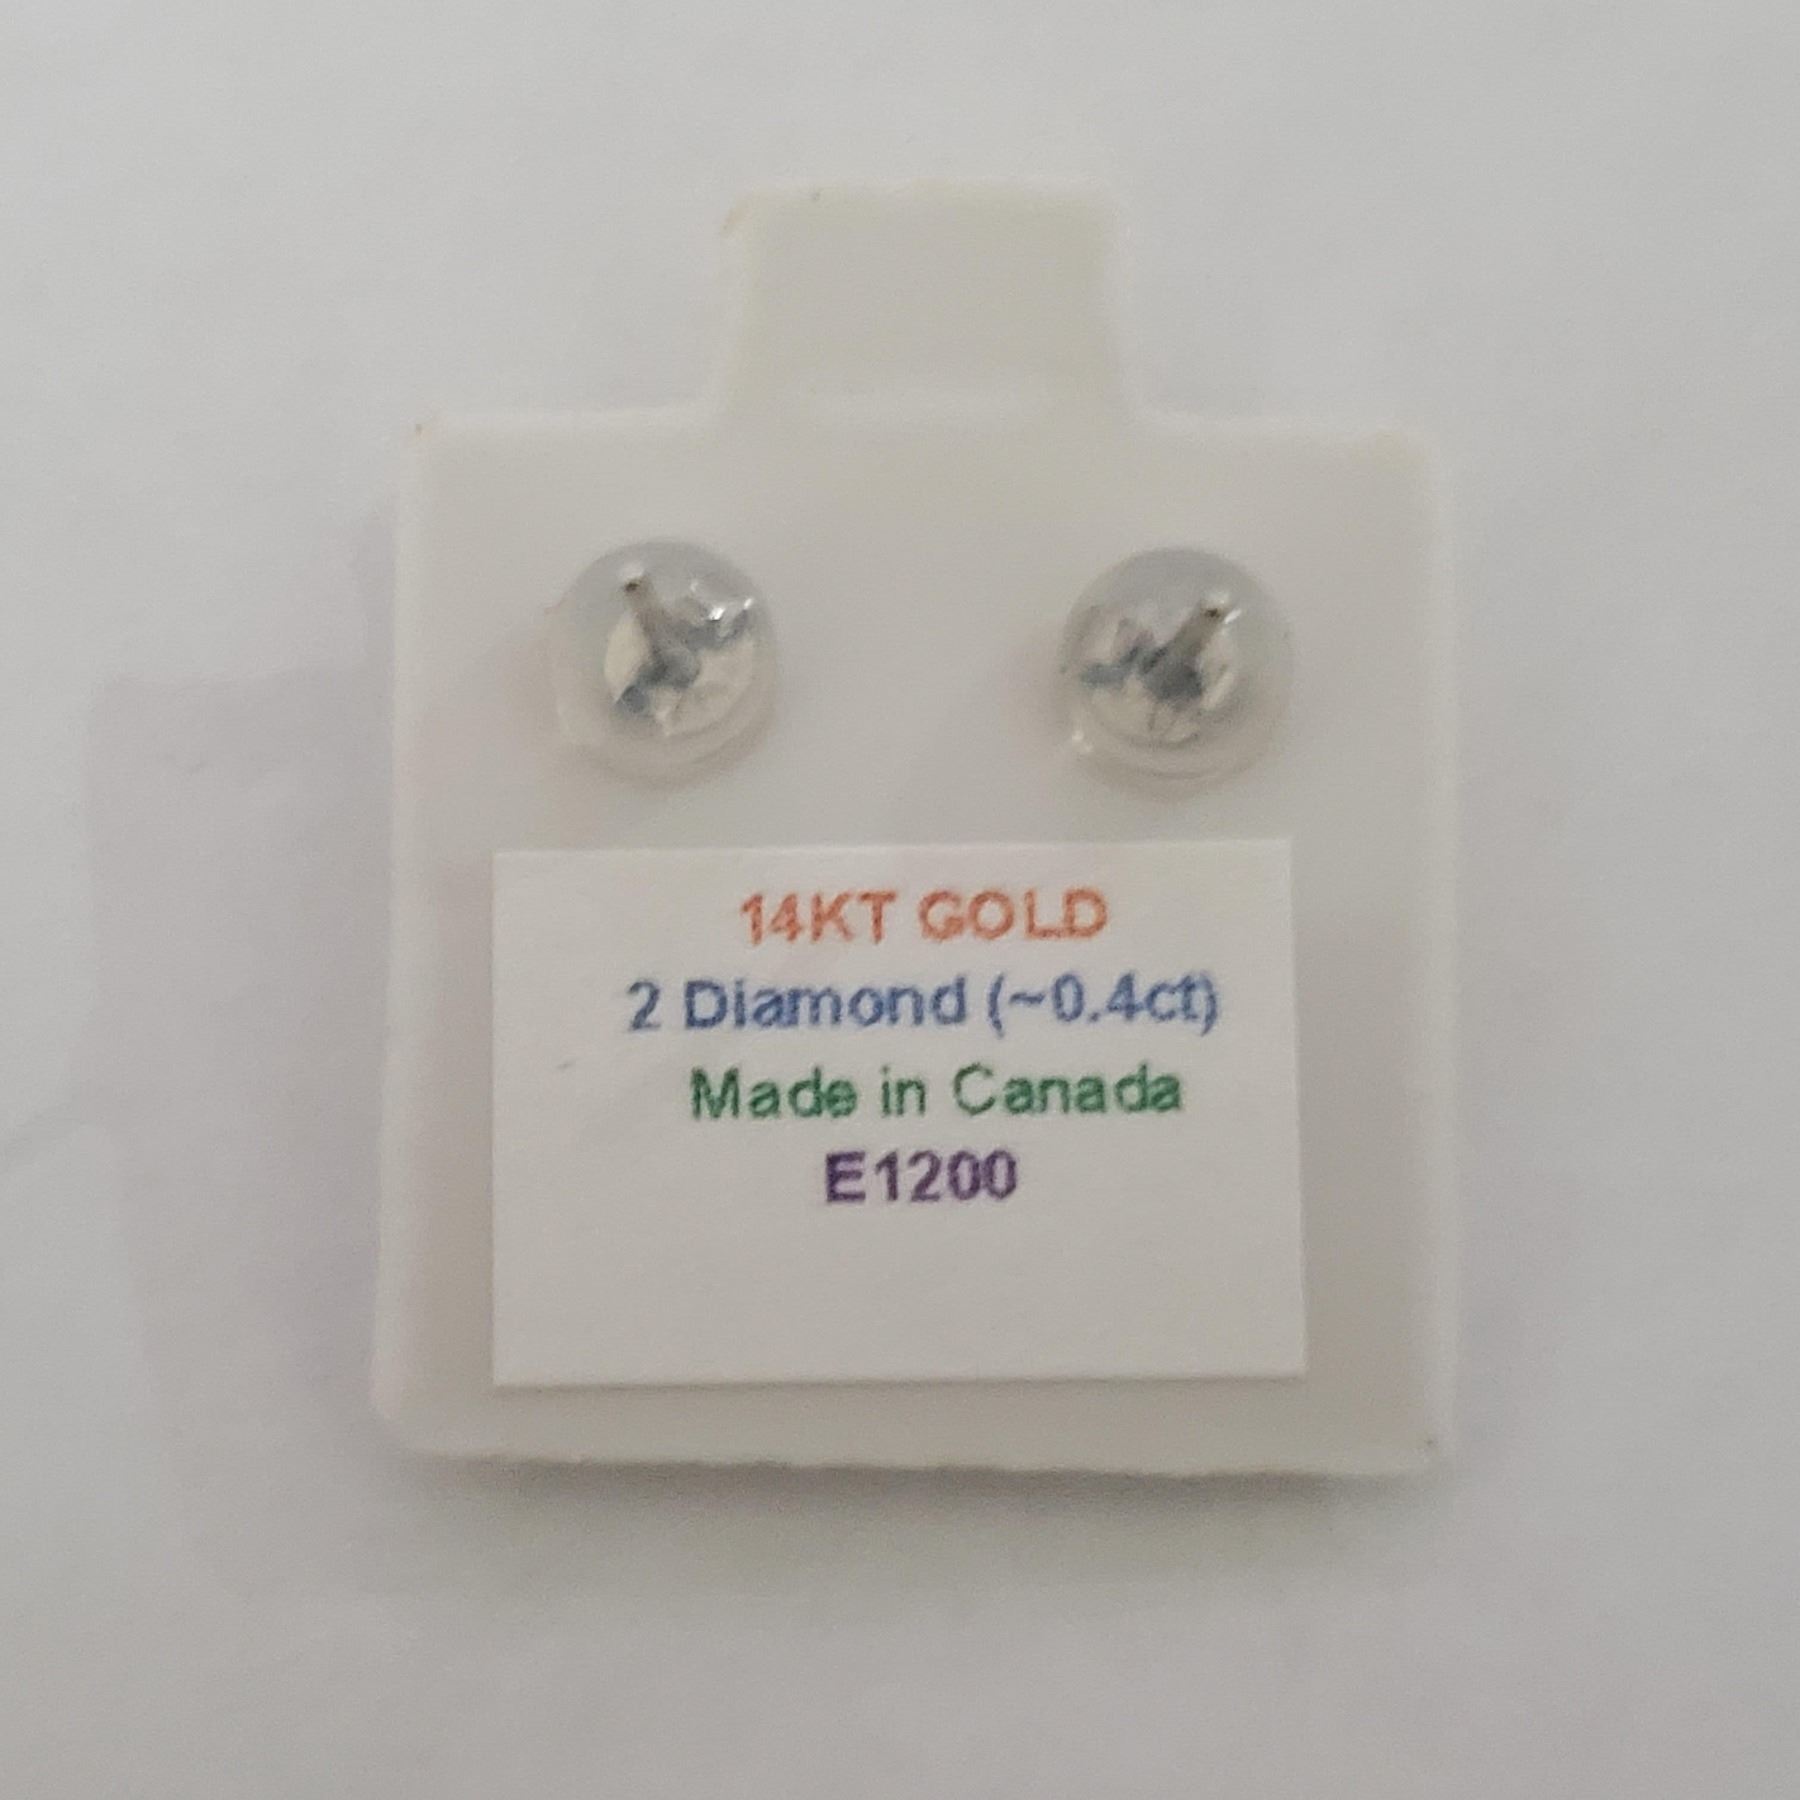 14KT GOLD
2 Diamond (~0.4ct)
Made in Canada
E1200